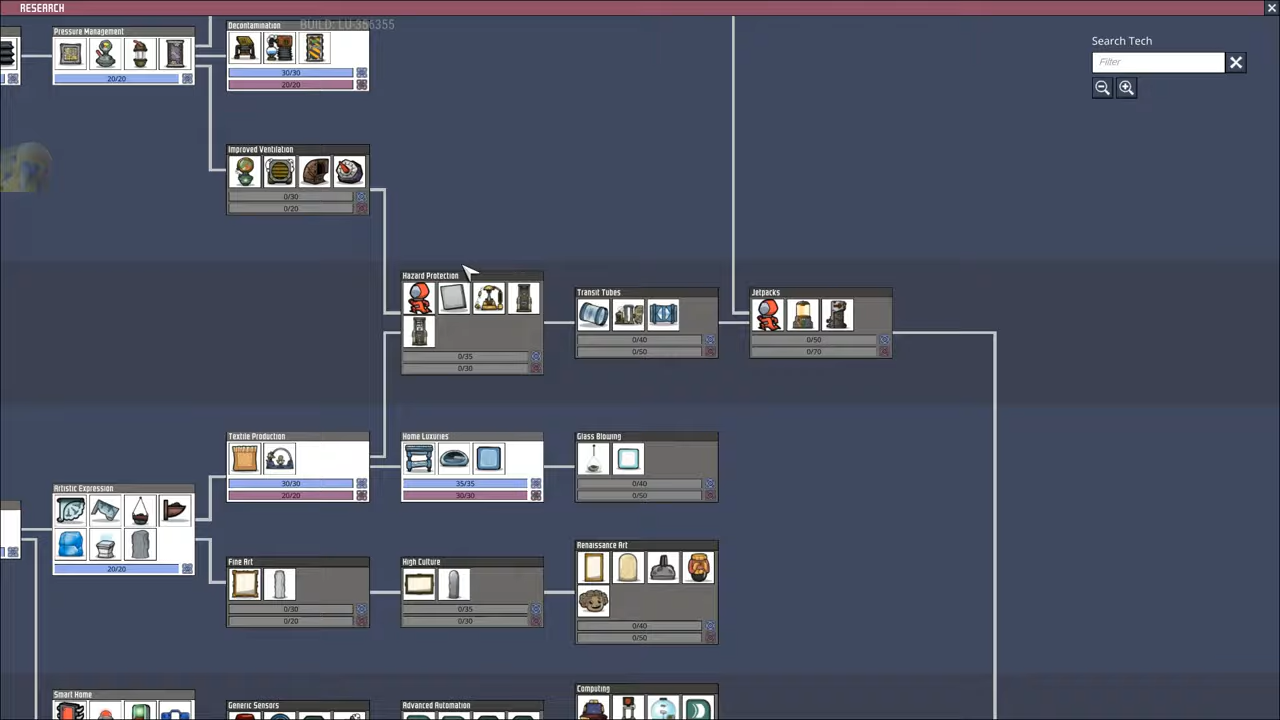 RESEARCH
BUILD: LU-356355
Pressure Management
20/20
Decontamination
30/30
20/20
Search Tech
Filter
Improved Ventilation
0/30
0/20
Hazard Protection
0/35
0/30
Transit Tubes
0/40
0/50
Jetpacks
0/50
0/70
Textile Production
30/30
20/20
Home Luxuries
35/35
30/30
Glass Blowing
0/40
0/50
Artistic Expression
20/20
Fine Art
0/30
0/20
High Culture
0/35
0/30
Renaissance Art
0/40
0/50
Smart Home
Generic Sensors
Advanced Automation
Computing